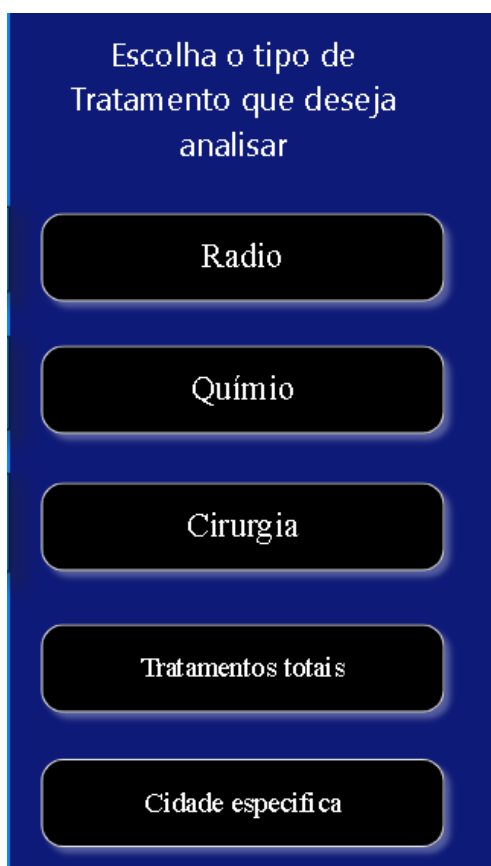 Escolha o tipo de
Tratamento que deseja
analisar
Radio
Químio
Cirurgia
Tratamentos totais
Cidade especifica